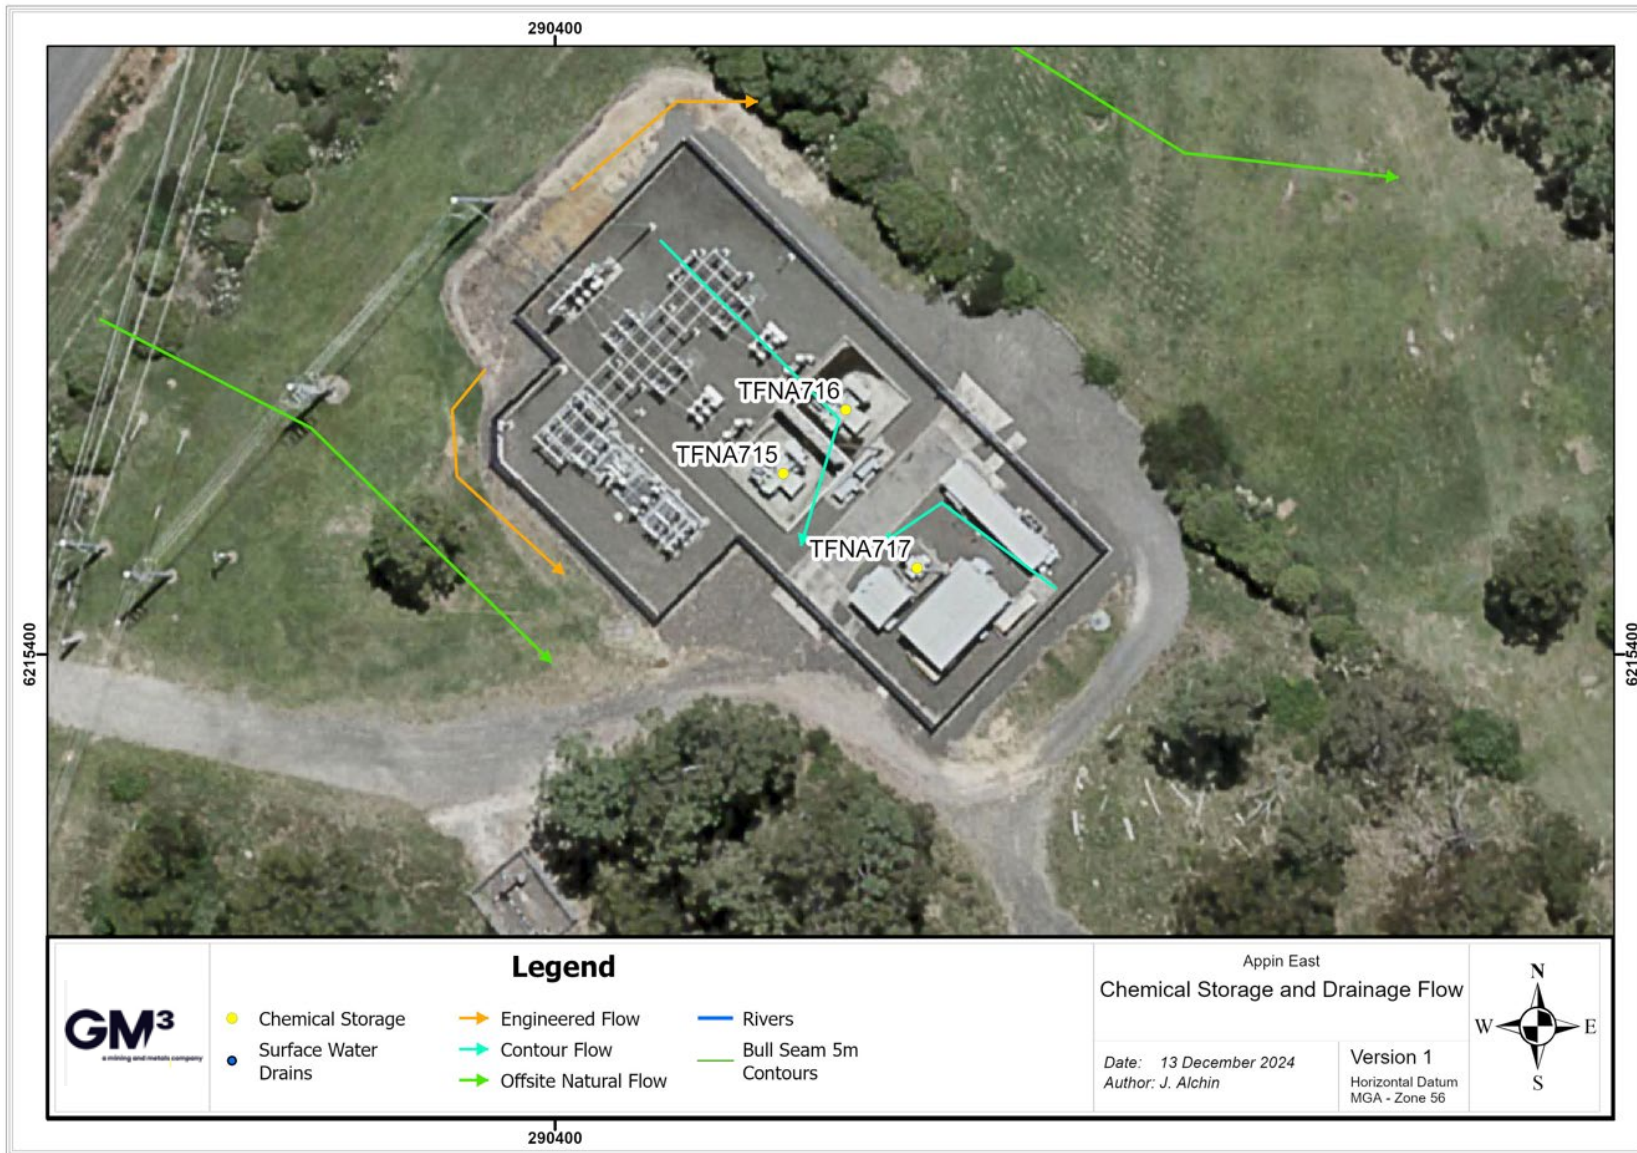 290400
6215400
6215400
TFNA716
TFNA715
TFNA717
GM³
a mining and metals company
Legend
Chemical Storage
Surface Water
Drains
Engineered Flow
Contour Flow
Offsite Natural Flow
Rivers
Bull Seam 5m
Contours
Appin East
Chemical Storage and Drainage Flow
Date: 13 December 2024
Author: J. Alchin
Version 1
Horizontal Datum
MGA - Zone 56
N
W E
S
290400